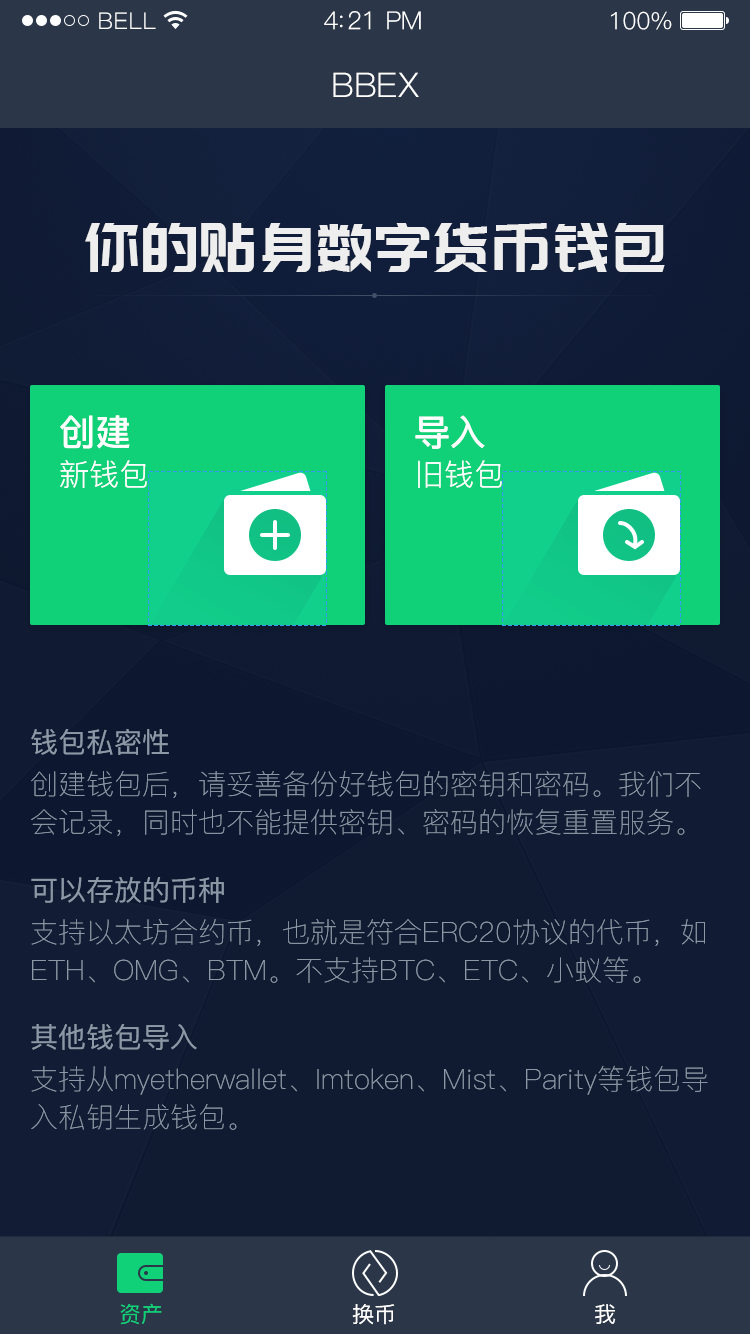 BELL 4:21 PM 100%
BBEX
你的贴身数字货币钱包
创建
新钱包
导入
旧钱包
钱包私密性
创建钱包后，请妥善备份好钱包的密钥和密码。我们不
会记录，同时也不能提供密钥、密码的恢复重置服务。
可以存放的币种
支持以太坊合约币，也就是符合ERC20协议的代币，如
ETH、OMG、BTM。不支持BTC、ETC、小蚁等。
其他钱包导入
支持从myetherwallet、Imtoken、Mist、Parity等钱包导
入私钥生成钱包。
资产 换币 我